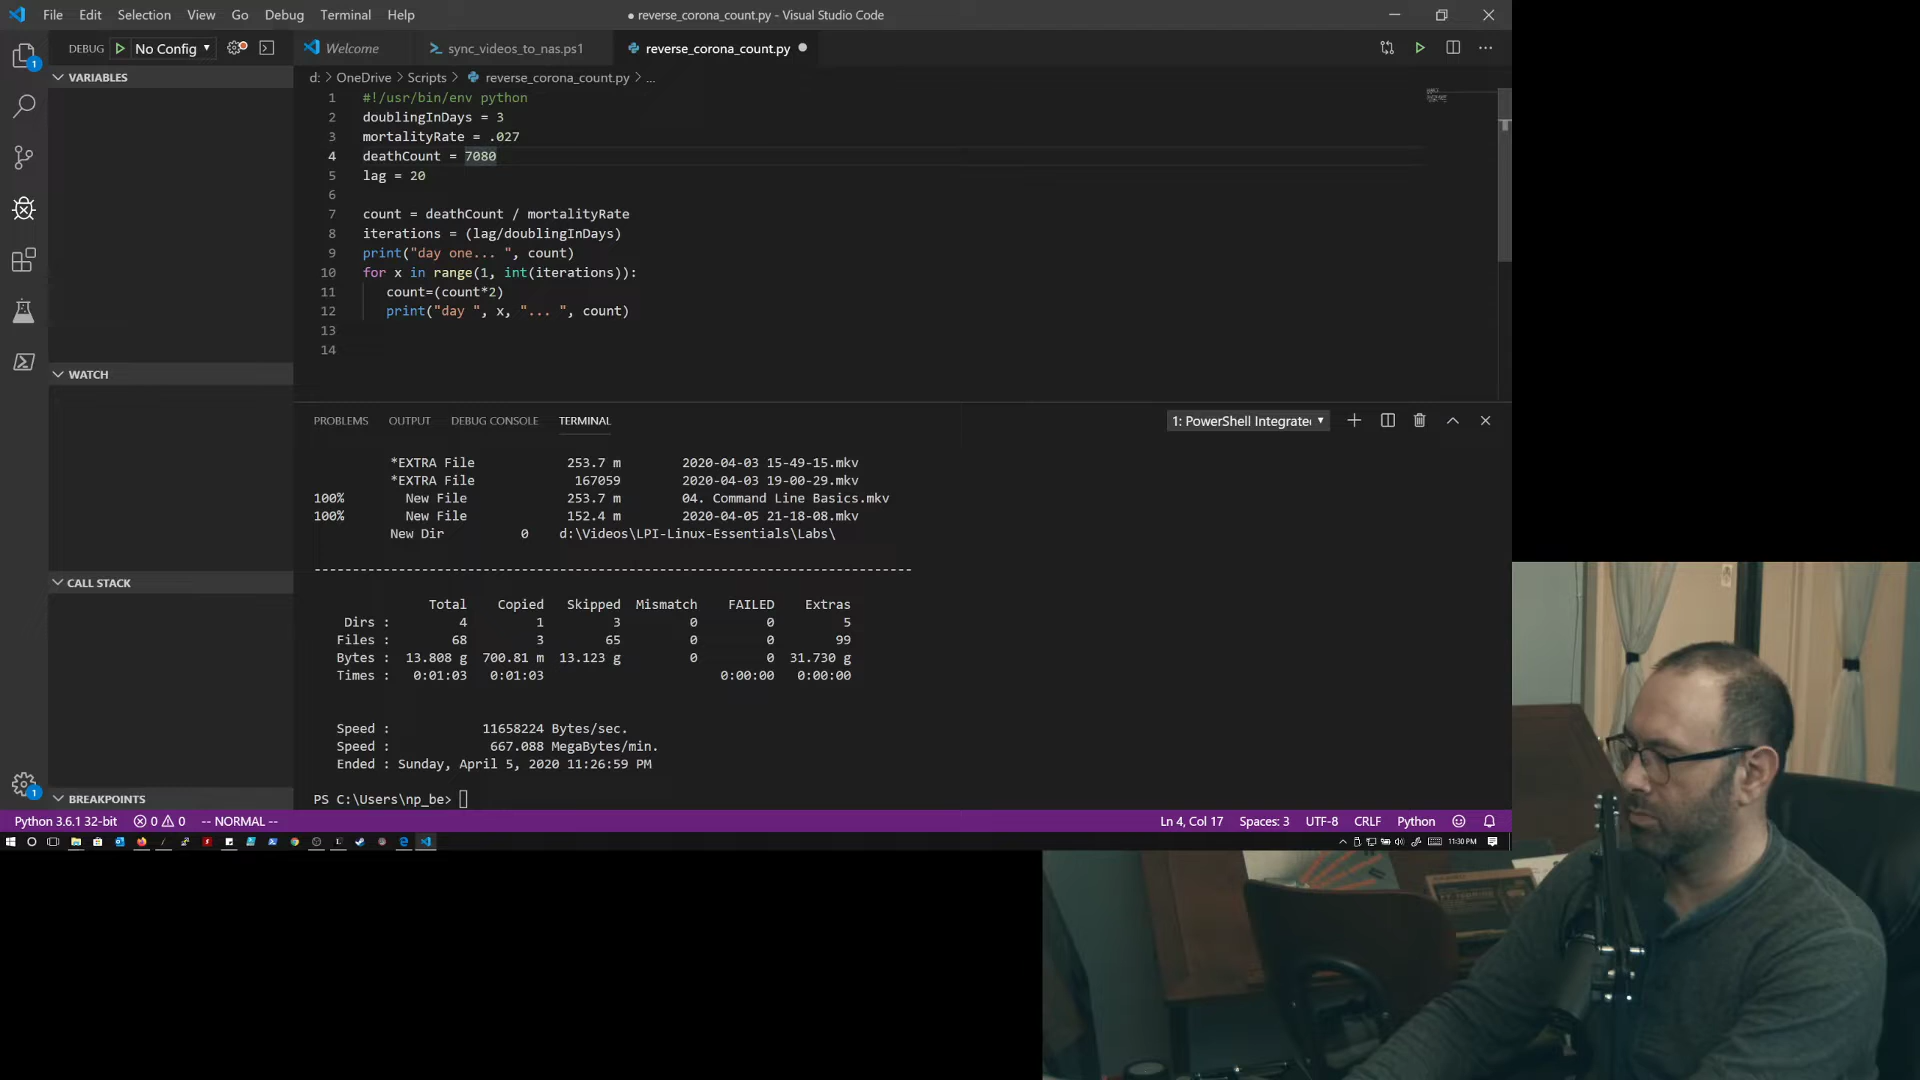 File Edit Selection View Go Debug Terminal Help
● reverse_corona_count.py - Visual Studio Code
DEBUG No Config
Welcome
sync_videos_to_nas.ps1
reverse_corona_count.py
VARIABLES
d: > OneDrive > Scripts > reverse_corona_count.py > ...
1 #!/usr/bin/env python
2 doublingInDays = 3
3 mortalityRate = .027
4 deathCount = 7080
5 lag = 20
6
7 count = deathCount / mortalityRate
8 iterations = (lag/doublingInDays)
9 print("day one... ", count)
10 for x in range(1, int(iterations)):
11 count=(count*2)
12 print("day ", x, "... ", count)
13
14
WATCH
CALL STACK
BREAKPOINTS
PROBLEMS OUTPUT DEBUG CONSOLE TERMINAL
1: PowerShell Integrate
*EXTRA File 253.7 m 2020-04-03 15-49-15.mkv
*EXTRA File 167059 2020-04-03 19-00-29.mkv
100% New File 253.7 m 04. Command Line Basics.mkv
100% New File 152.4 m 2020-04-05 21-18-08.mkv
New Dir 0 d:\Videos\LPI-Linux-Essentials\Labs\
------------------------------------------------------------------------------
Total Copied Skipped Mismatch FAILED Extras
Dirs : 4 1 3 0 0 5
Files : 68 3 65 0 0 99
Bytes : 13.808 g 700.81 m 13.123 g 0 0 31.730 g
Times : 0:01:03 0:01:03 0:00:00 0:00:00
Speed : 11658224 Bytes/sec.
Speed : 667.088 MegaBytes/min.
Ended : Sunday, April 5, 2020 11:26:59 PM
PS C:\Users\np_be>
1
1
Python 3.6.1 32-bit 0 0 -- NORMAL --
Ln 4, Col 17 Spaces: 3 UTF-8 CRLF Python
11:30 PM